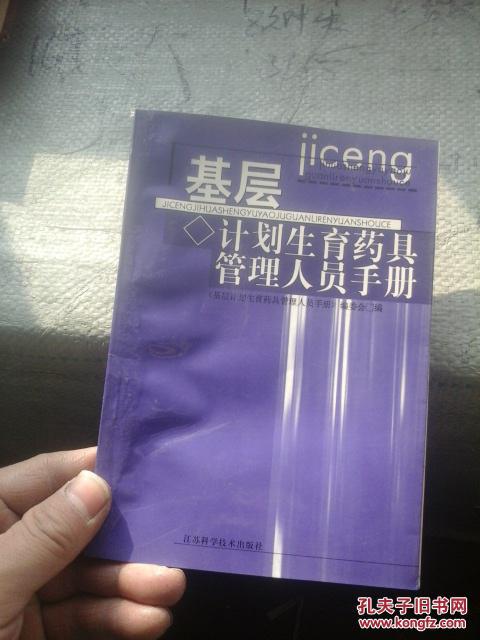 jiceng
guanlirenyuanshouce
基层
JICENGJIHUASHENGYUYAOJUGUANLIRENYUANSHOUCE
计划生育药具
管理人员手册
《基层计划生育药具管理人员手册》编委会 编
江苏科学技术出版社
孔夫子旧书网
www.kongfz.com